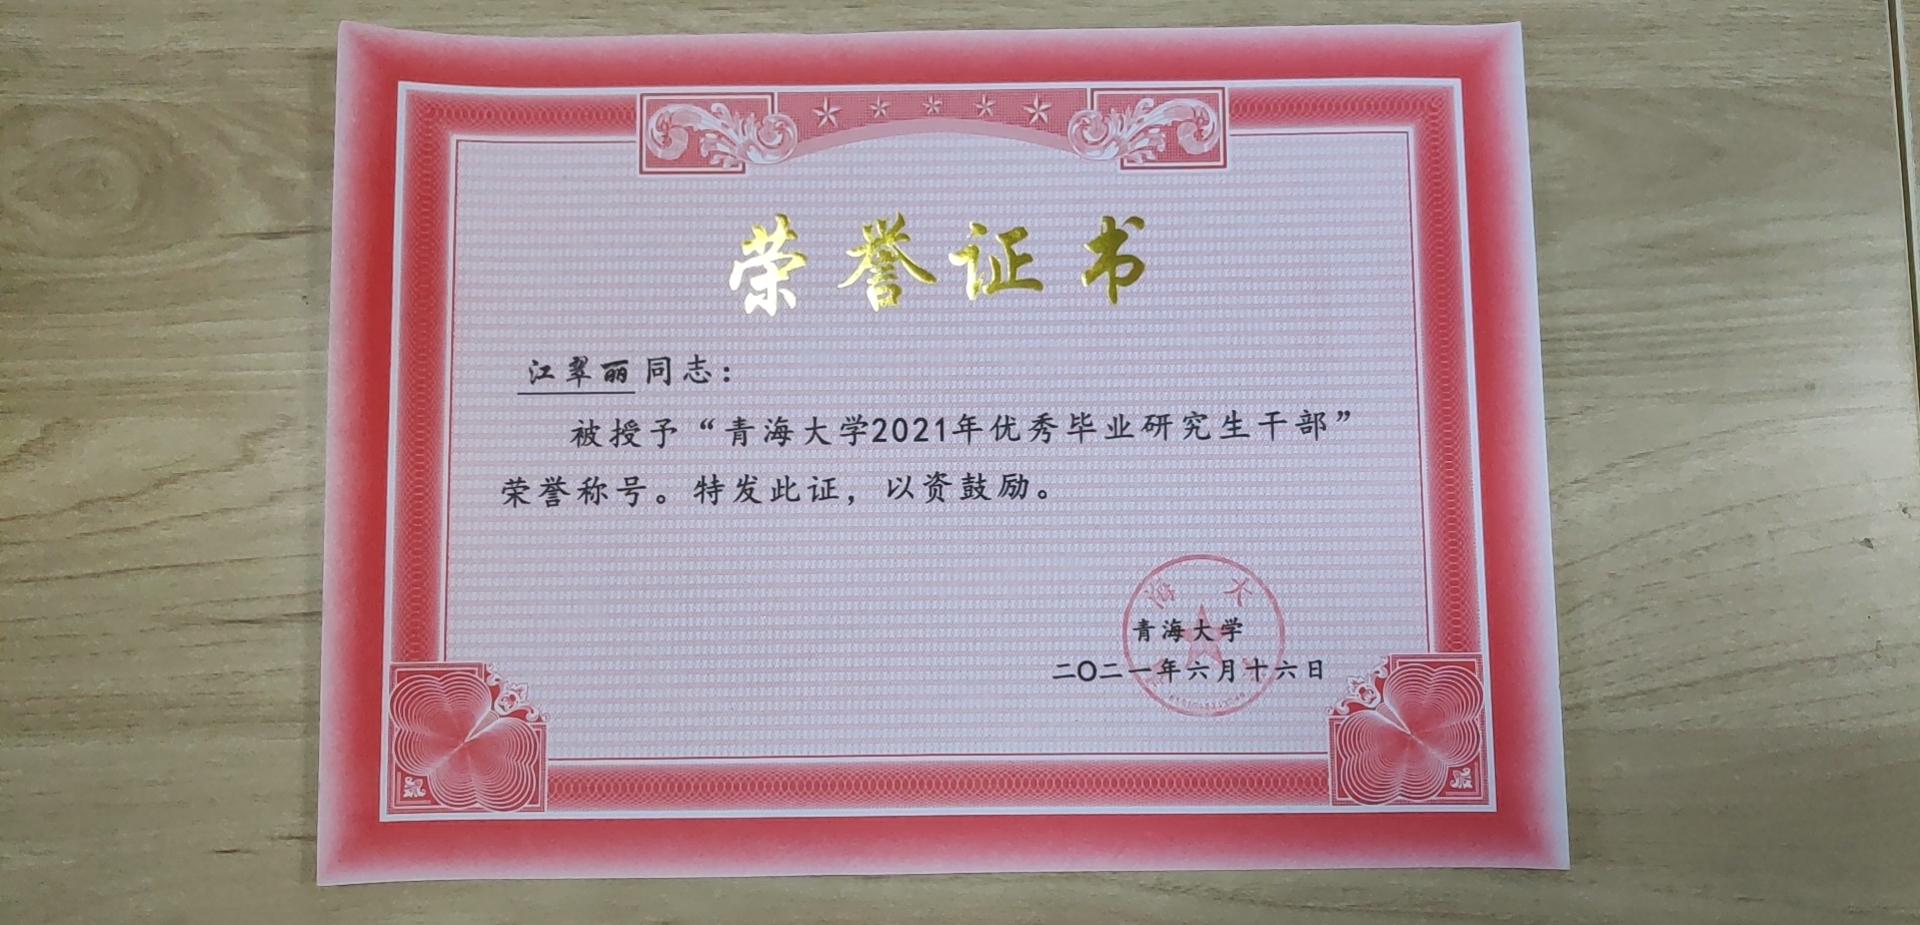 荣誉证书
江翠丽同志：
被授予“青海大学2021年优秀毕业研究生干部”
荣誉称号。特发此证，以资鼓励。
青海大学
二〇二一年六月十六日